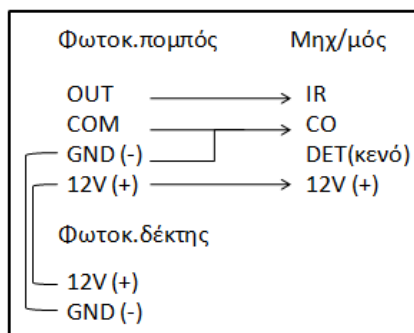 Φωτοκ.πομπός Μηχ/μός
OUT IR
COM CO
GND (-) DET(κενό)
12V (+) 12V (+)
Φωτοκ.δέκτης
12V (+)
GND (-)